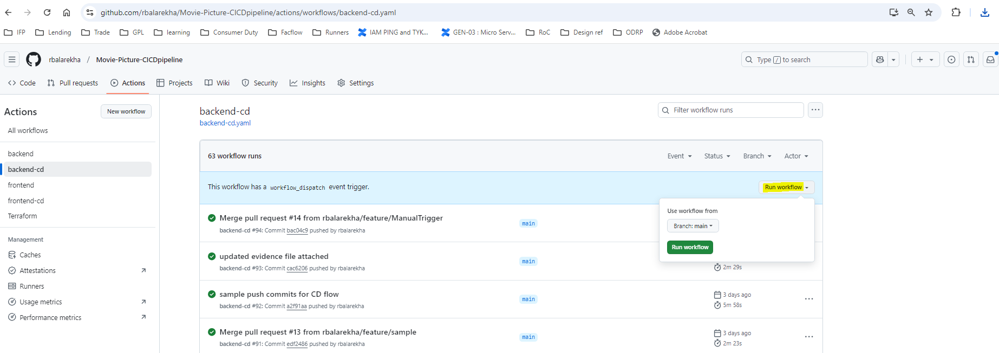 github.com/rbalarekha/Movie-Picture-CICDpipeline/actions/workflows/backend-cd.yaml
IFP Lending Trade GPL learning Consumer Duty Facflow Runners IAM PING and TYK... GEN-03 : Micro Serv... RoC Design ref ODRP Adobe Acrobat
rbalarekha / Movie-Picture-CICDpipeline Type / to search
Code Pull requests Actions Projects Wiki Security Insights Settings
Actions
New workflow
All workflows
backend
backend-cd
frontend
frontend-cd
Terraform
Management
Caches
Attestations
Runners
Usage metrics
Performance metrics
backend-cd
backend-cd.yaml
Filter workflow runs
63 workflow runs
Event Status Branch Actor
This workflow has a workflow_dispatch event trigger.
Run workflow
Use workflow from
Branch: main
Run workflow
Merge pull request #14 from rbalarekha/feature/ManualTrigger
backend-cd #94: Commit bac04c9 pushed by rbalarekha
main
updated evidence file attached
backend-cd #93: Commit cac6206 pushed by rbalarekha
main
2m 29s
sample push commits for CD flow
backend-cd #92: Commit a2f91aa pushed by rbalarekha
main
3 days ago
5m 58s
Merge pull request #13 from rbalarekha/feature/sample
backend-cd #91: Commit edf2486 pushed by rbalarekha
main
3 days ago
2m 23s